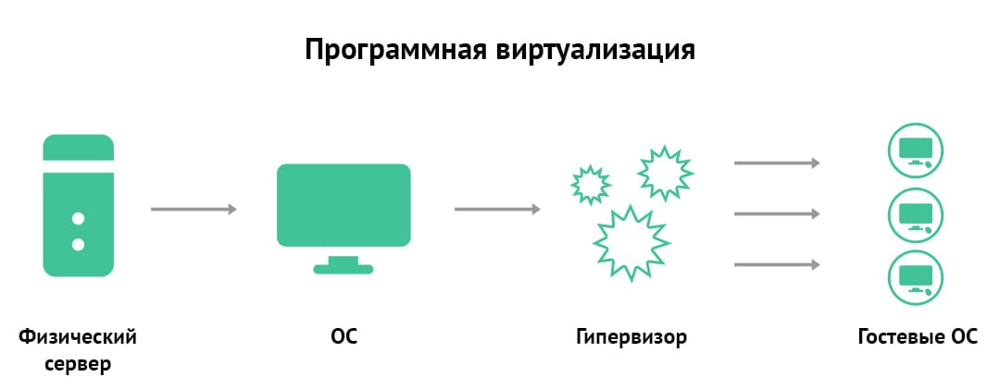 Программная виртуализация
Физический
сервер
ОС
Гипервизор
Гостевые ОС